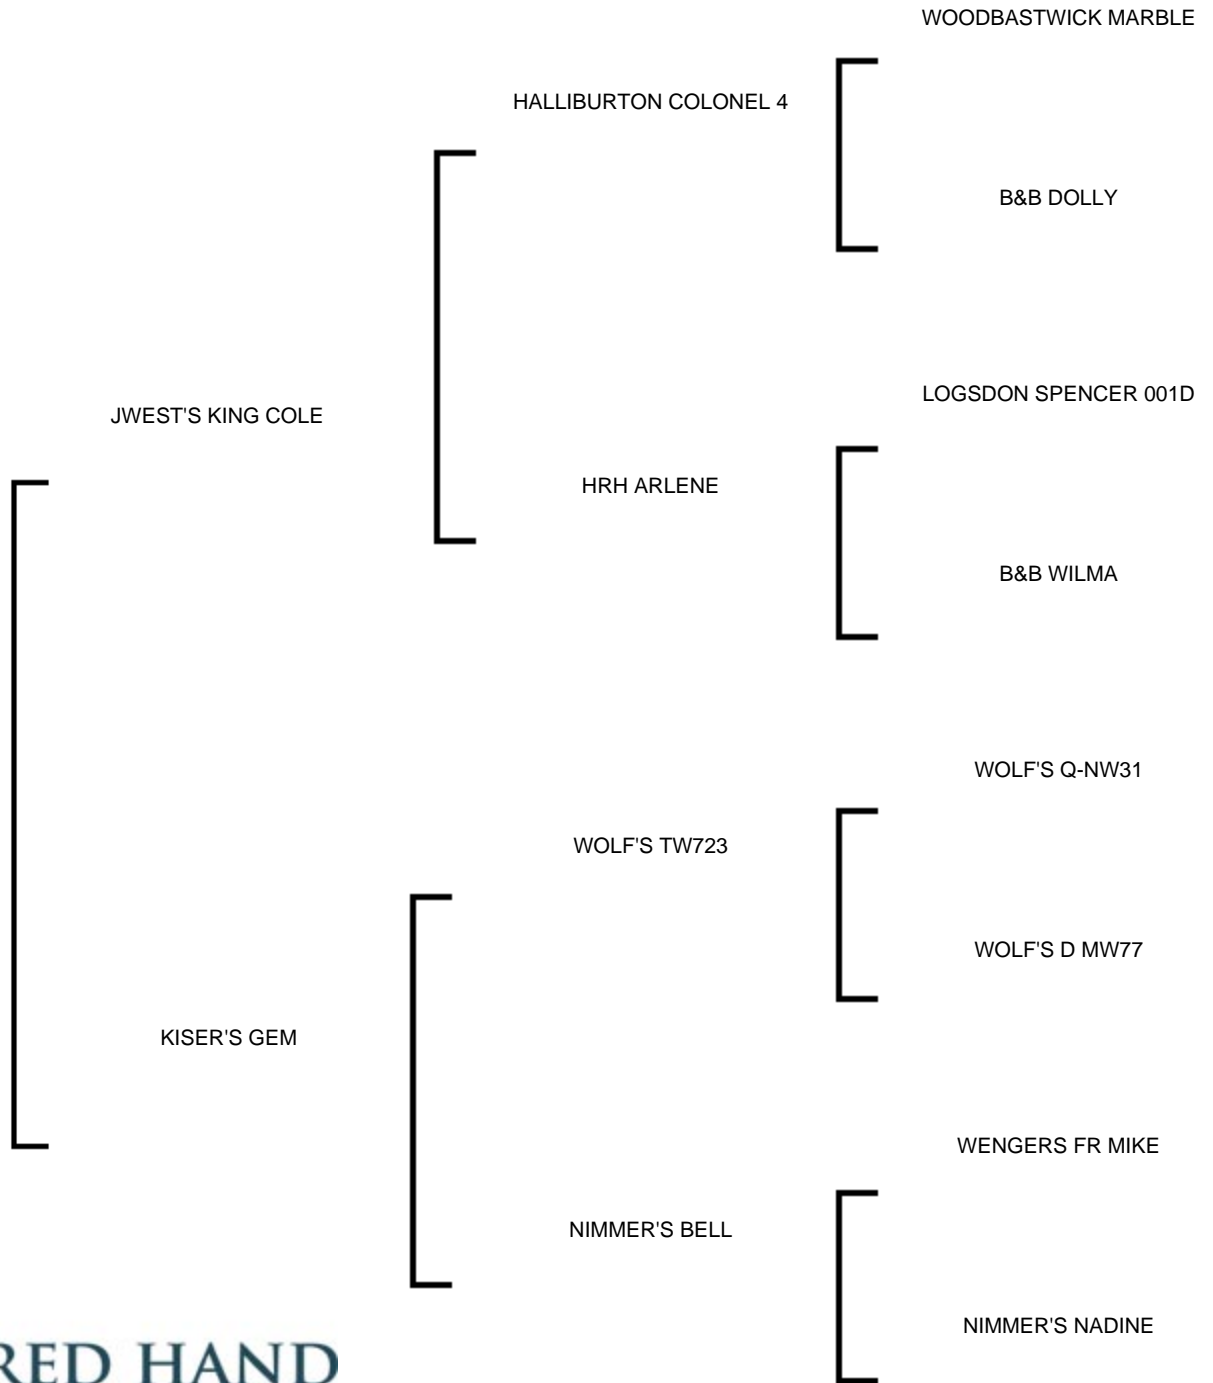 WOODBASTWICK MARBLE
HALLIBURTON COLONEL 4
B&B DOLLY
LOGSDON SPENCER 001D
JWEST'S KING COLE
HRH ARLENE
B&B WILMA
WOLF'S Q-NW31
WOLF'S TW723
WOLF'S D MW77
KISER'S GEM
WENGERS FR MIKE
NIMMER'S BELL
NIMMER'S NADINE
RED HAND